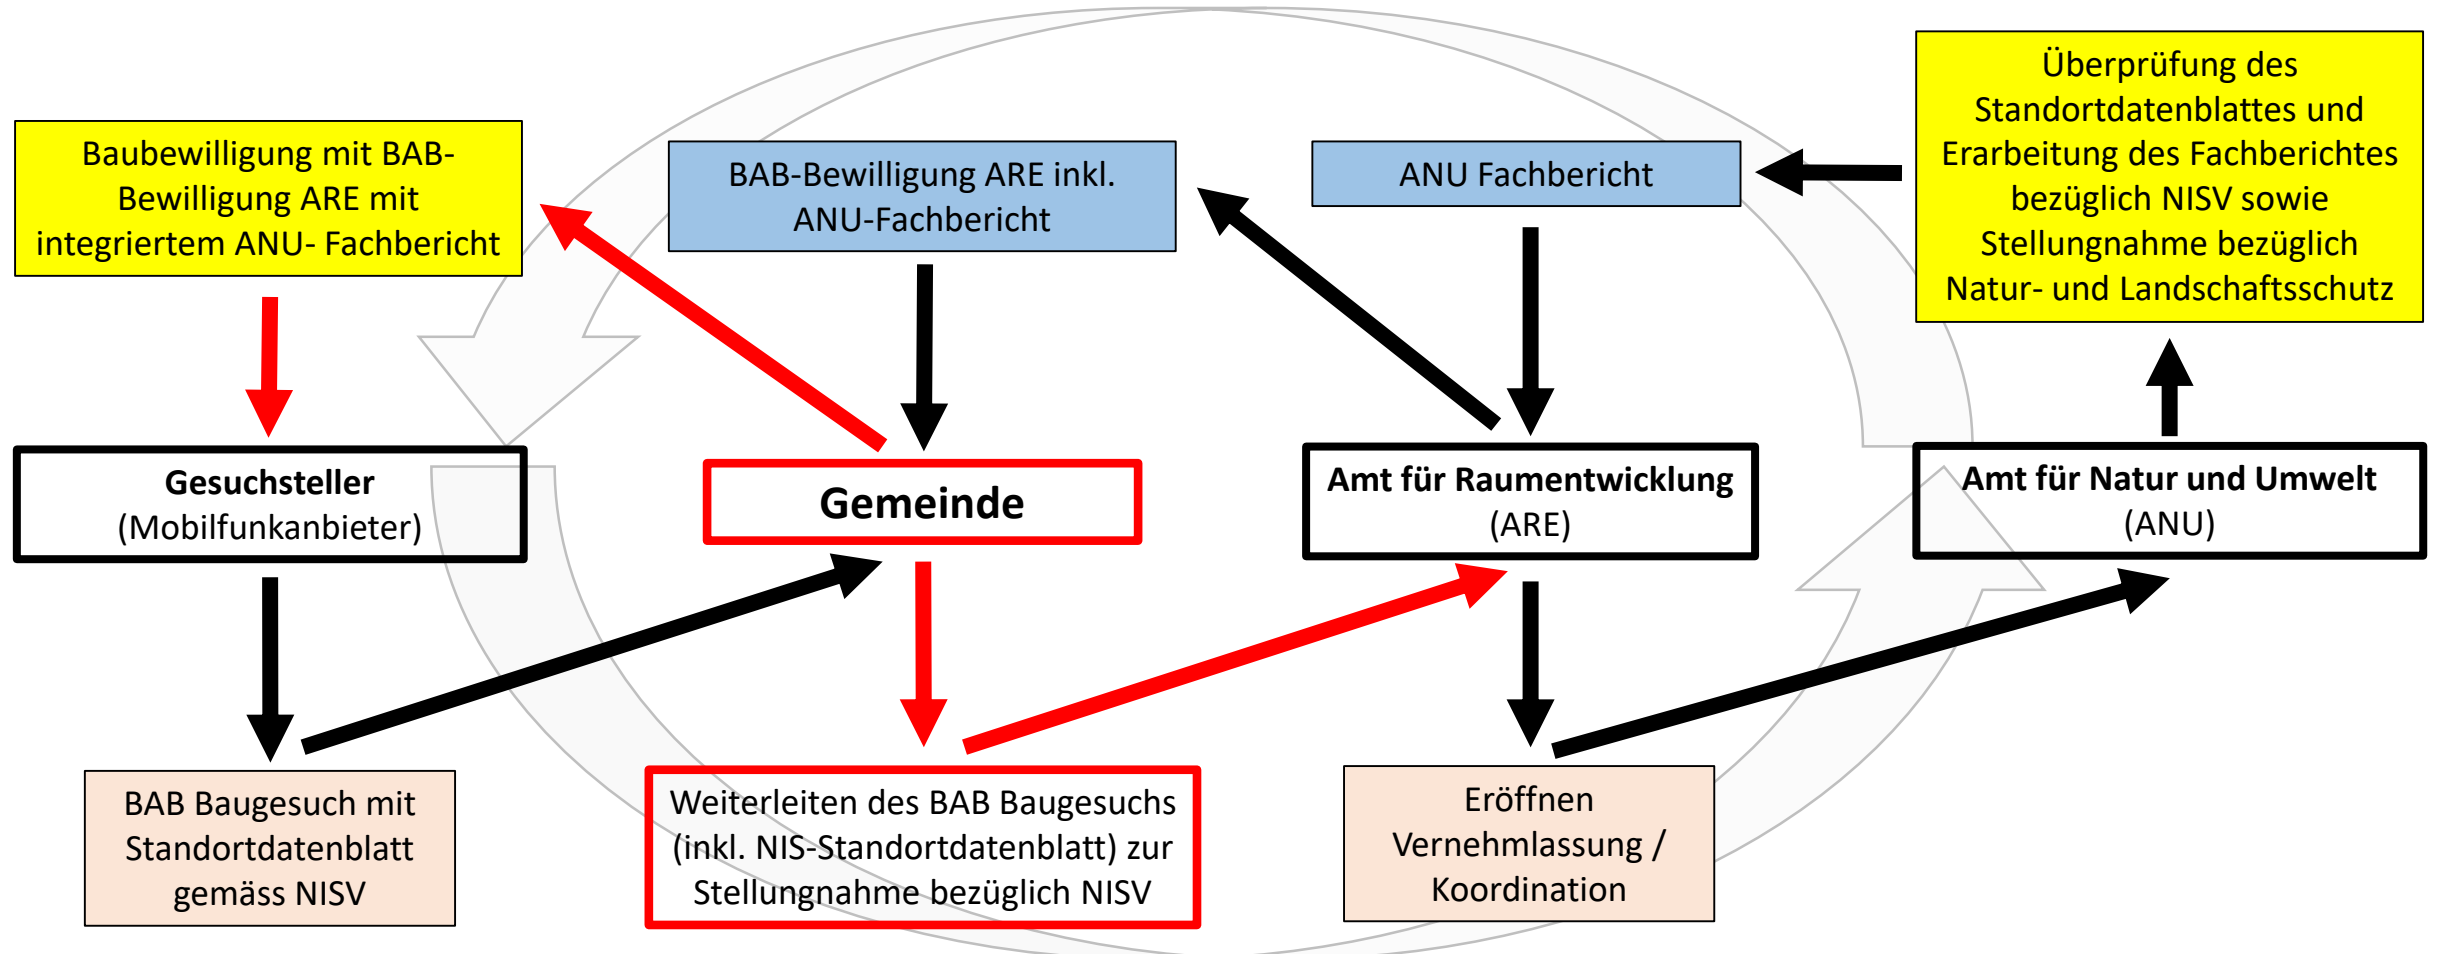 Baubewilligung mit BAB-
Bewilligung ARE mit
integriertem ANU- Fachbericht
BAB-Bewilligung ARE inkl.
ANU-Fachbericht
ANU Fachbericht
Überprüfung des
Standortdatenblattes und
Erarbeitung des Fachberichtes
bezüglich NISV sowie
Stellungnahme bezüglich
Natur- und Landschaftsschutz
Gesuchsteller
(Mobilfunkanbieter)
Gemeinde
Amt für Raumentwicklung
(ARE)
Amt für Natur und Umwelt
(ANU)
BAB Baugesuch mit
Standortdatenblatt
gemäss NISV
Weiterleiten des BAB Baugesuchs
(inkl. NIS-Standortdatenblatt) zur
Stellungnahme bezüglich NISV
Eröffnen
Vernehmlassung /
Koordination